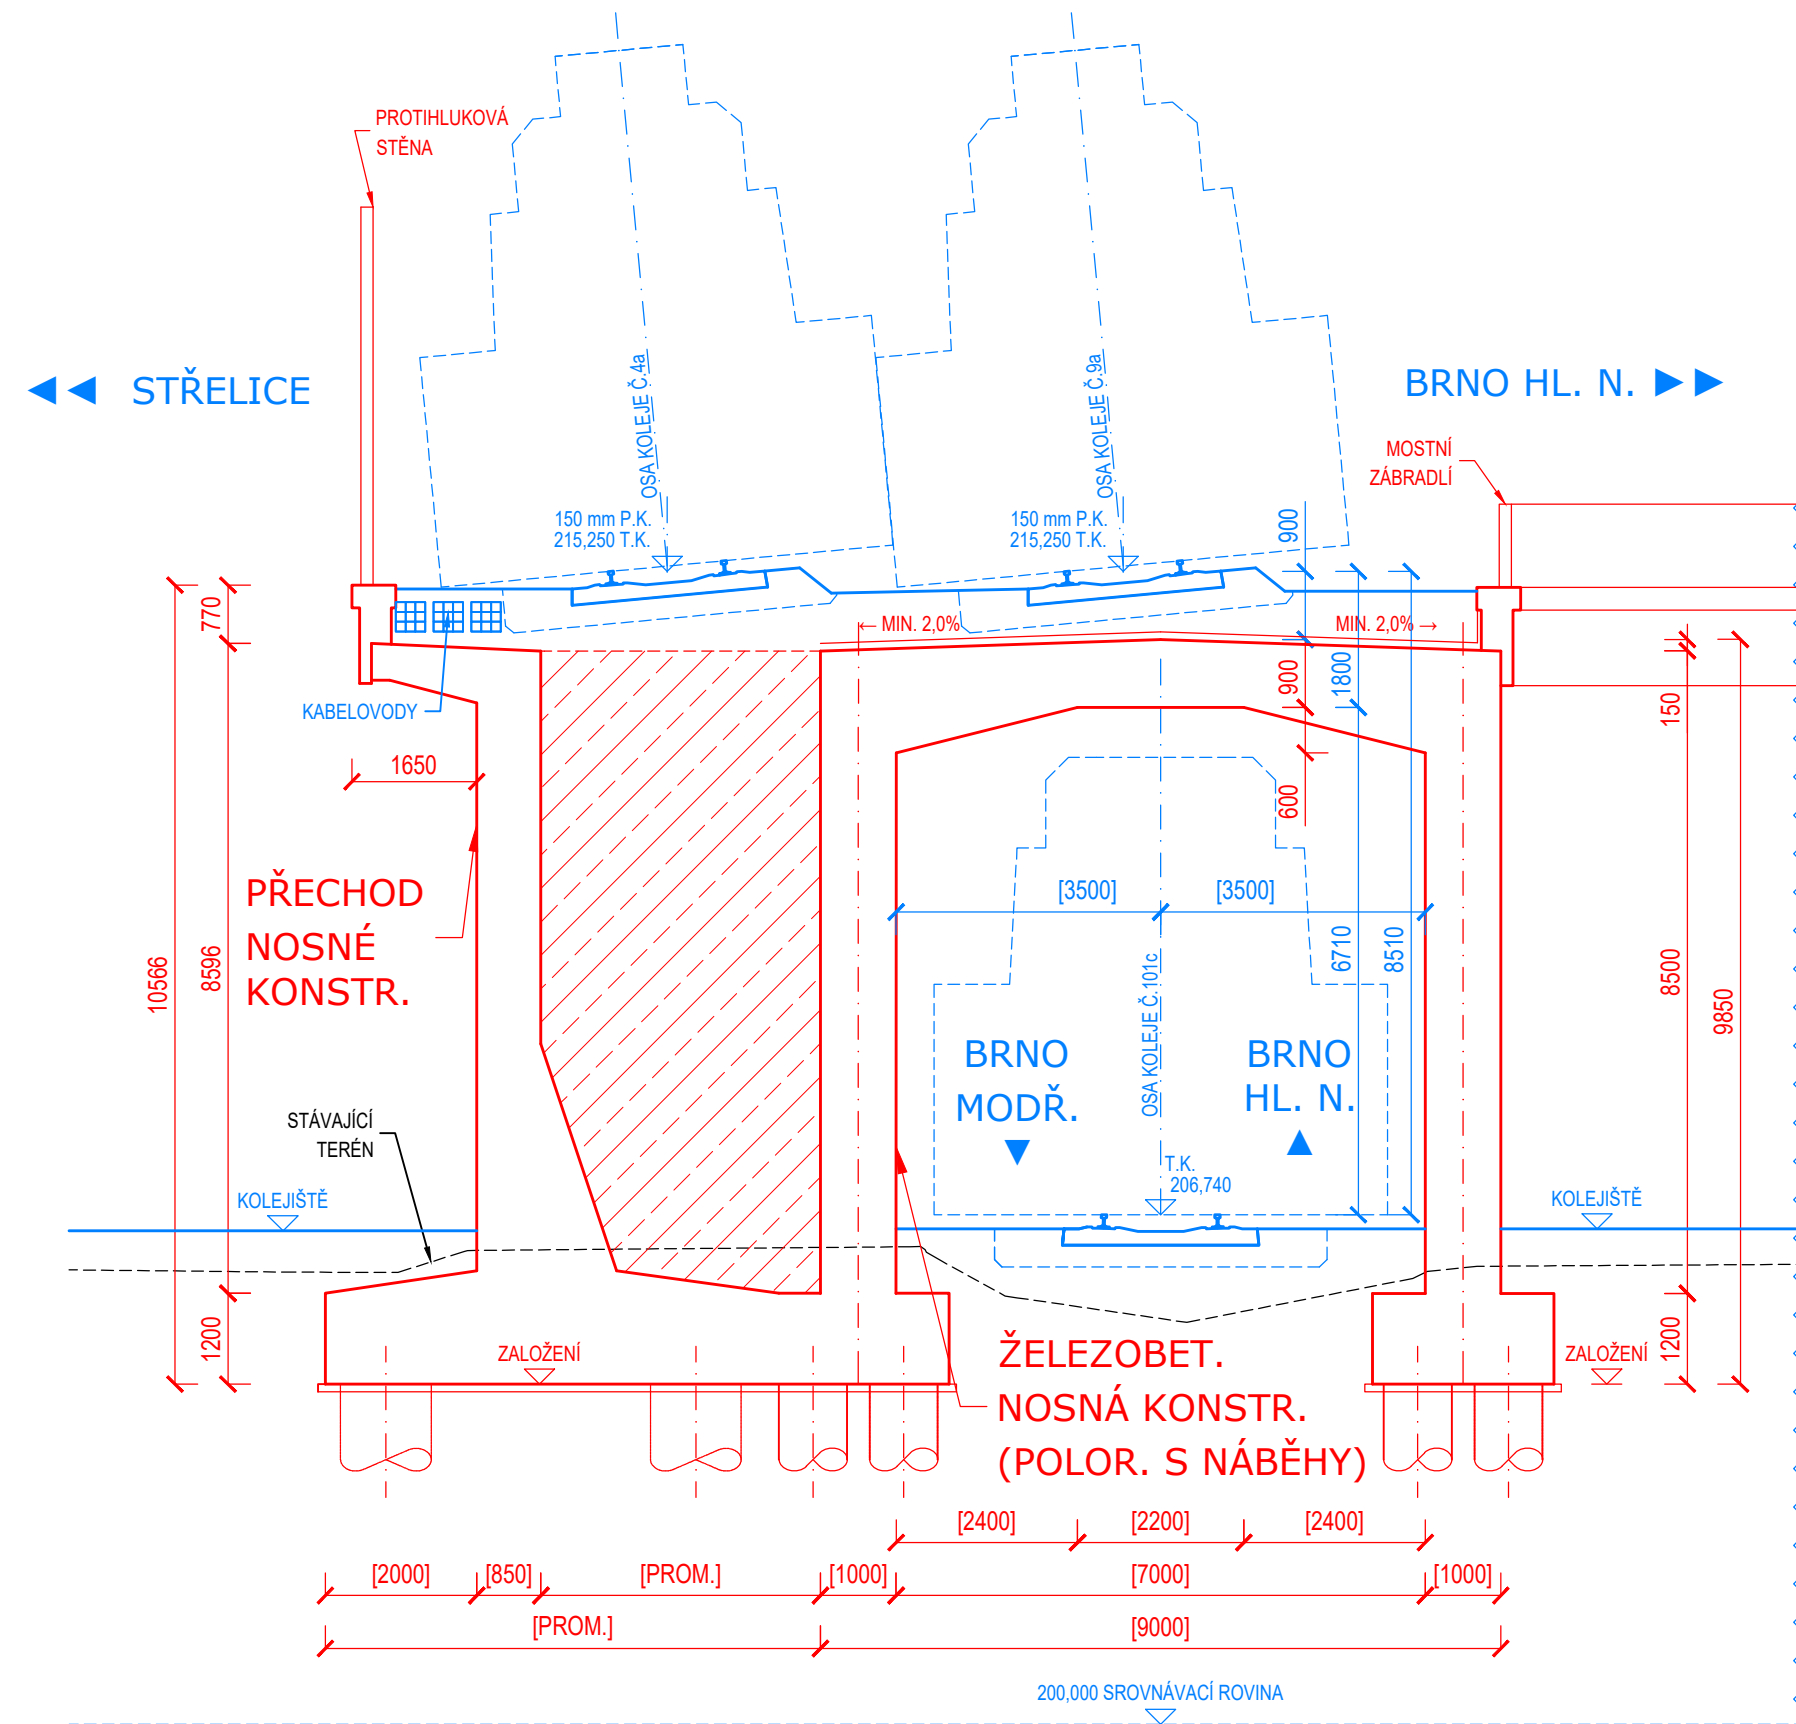 PROTIHLUKOVÁ
STĚNA
◄◄ STŘELICE
BRNO HL. N. ►►
OSA KOLEJE Č.4a
OSA KOLEJE Č.9a
MOSTNÍ
ZÁBRADLÍ
150 mm P.K.
215,250 T.K.
150 mm P.K.
215,250 T.K.
900
770
← MIN. 2,0%
MIN. 2,0% →
900
1800
150
KABELOVODY
1650
600
PŘECHOD
NOSNÉ
KONSTR.
[3500]
[3500]
10566
8596
6710
8510
8500
9850
OSA KOLEJE Č.101c
BRNO
MODŘ.
▼
BRNO
HL. N.
▲
STÁVAJÍCÍ
TERÉN
T.K.
206,740
KOLEJIŠTĚ
KOLEJIŠTĚ
1200
ZALOŽENÍ
ŽELEZOBET.
NOSNÁ KONSTR.
(POLOR. S NÁBĚHY)
ZALOŽENÍ
1200
[2400]
[2200]
[2400]
[2000]
[850]
[PROM.]
[1000]
[7000]
[1000]
[PROM.]
[9000]
200,000 SROVNÁVACÍ ROVINA